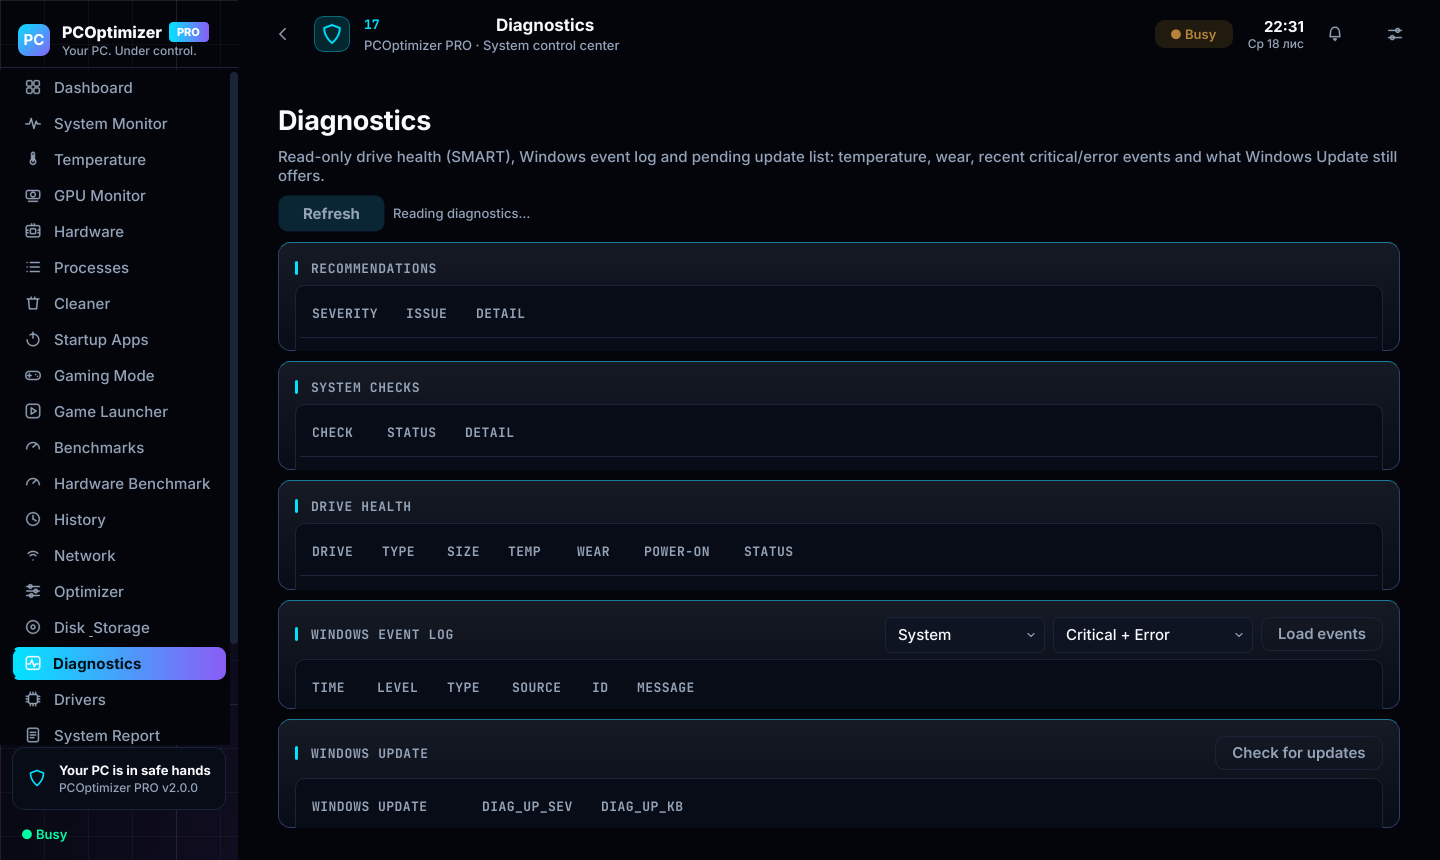 PC
PCOptimizer PRO
Your PC. Under control.
Dashboard
System Monitor
Temperature
GPU Monitor
Hardware
Processes
Cleaner
Startup Apps
Gaming Mode
Game Launcher
Benchmarks
Hardware Benchmark
History
Network
Optimizer
Disk _Storage
Diagnostics
Drivers
System Report
Your PC is in safe hands
PCOptimizer PRO v2.0.0
Busy
17
Diagnostics
PCOptimizer PRO · System control center
Busy
22:31
Ср 18 лис
Diagnostics
Read-only drive health (SMART), Windows event log and pending update list: temperature, wear, recent critical/error events and what Windows Update still
offers.
Refresh
Reading diagnostics...
RECOMMENDATIONS
SEVERITY ISSUE DETAIL
SYSTEM CHECKS
CHECK STATUS DETAIL
DRIVE HEALTH
DRIVE TYPE SIZE TEMP WEAR POWER-ON STATUS
WINDOWS EVENT LOG
System
Critical + Error
Load events
TIME LEVEL TYPE SOURCE ID MESSAGE
WINDOWS UPDATE
Check for updates
WINDOWS UPDATE DIAG_UP_SEV DIAG_UP_KB